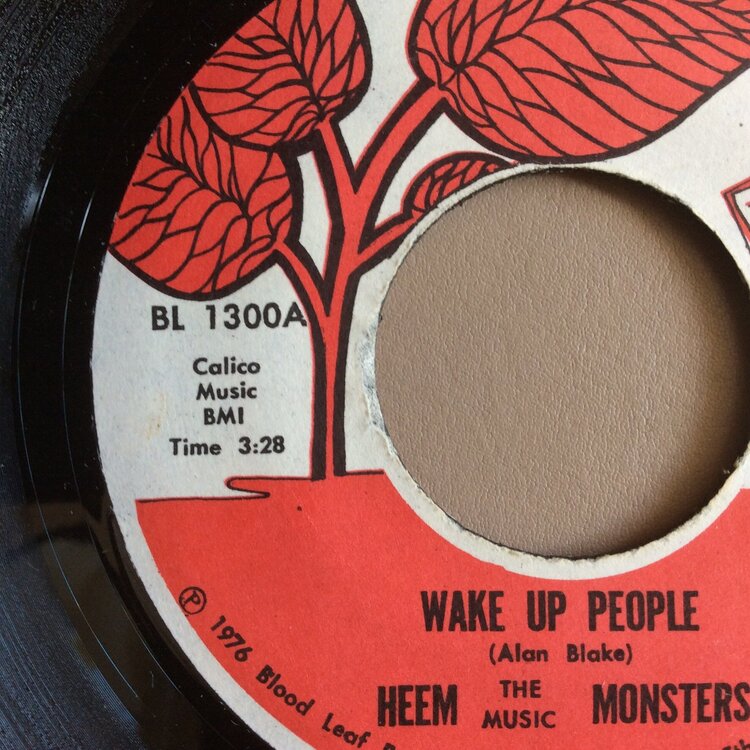 BL 1300A
Calico
Music
BMI
Time 3:28
WAKE UP PEOPLE
(Alan Blake)
HEEM THE MUSIC MONSTERS
℗ 1976 Blood Leaf